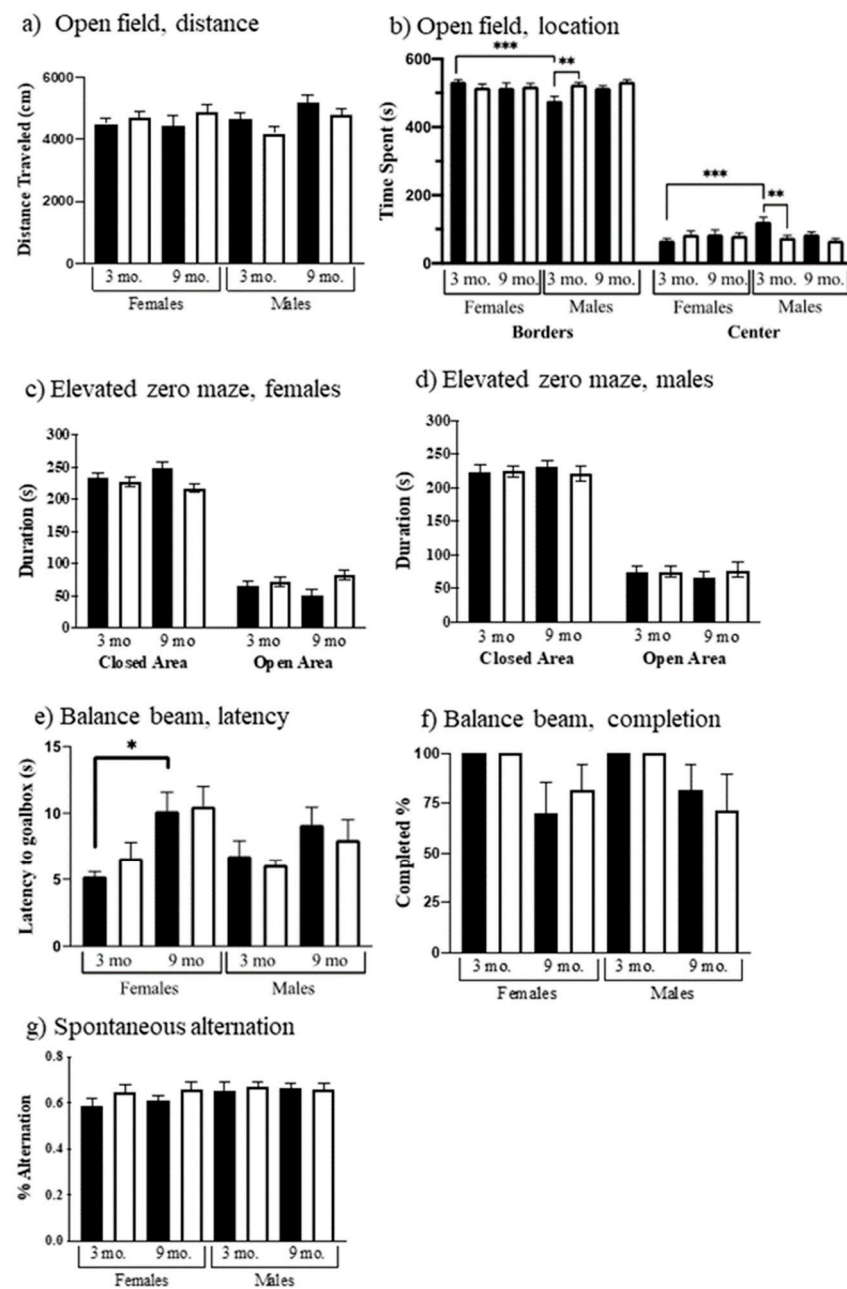 a) Open field, distance
6000
4000
2000
0
Distance Traveled (cm)
3 mo. 9 mo. 3 mo. 9 mo.
Females Males
b) Open field, location
600
400
200
0
Time Spent (s)
***
**
***
**
3 mo. 9 mo. 3 mo. 9 mo. 3 mo. 9 mo. 3 mo. 9 mo.
Females Males Females Males
Borders Center
c) Elevated zero maze, females
300
250
200
150
100
50
0
Duration (s)
3 mo 9 mo 3 mo 9 mo
Closed Area Open Area
d) Elevated zero maze, males
300
250
200
150
100
50
0
Duration (s)
3 mo 9 mo 3 mo 9 mo
Closed Area Open Area
e) Balance beam, latency
15
10
5
0
Latency to goalbox (s)
*
3 mo 9 mo 3 mo 9 mo
Females Males
f) Balance beam, completion
100
75
50
25
0
Completed %
3 mo. 9 mo. 3 mo. 9 mo.
Females Males
g) Spontaneous alternation
0.8
0.6
0.4
0.2
0.0
% Alternation
3 mo. 9 mo. 3 mo. 9 mo.
Females Males